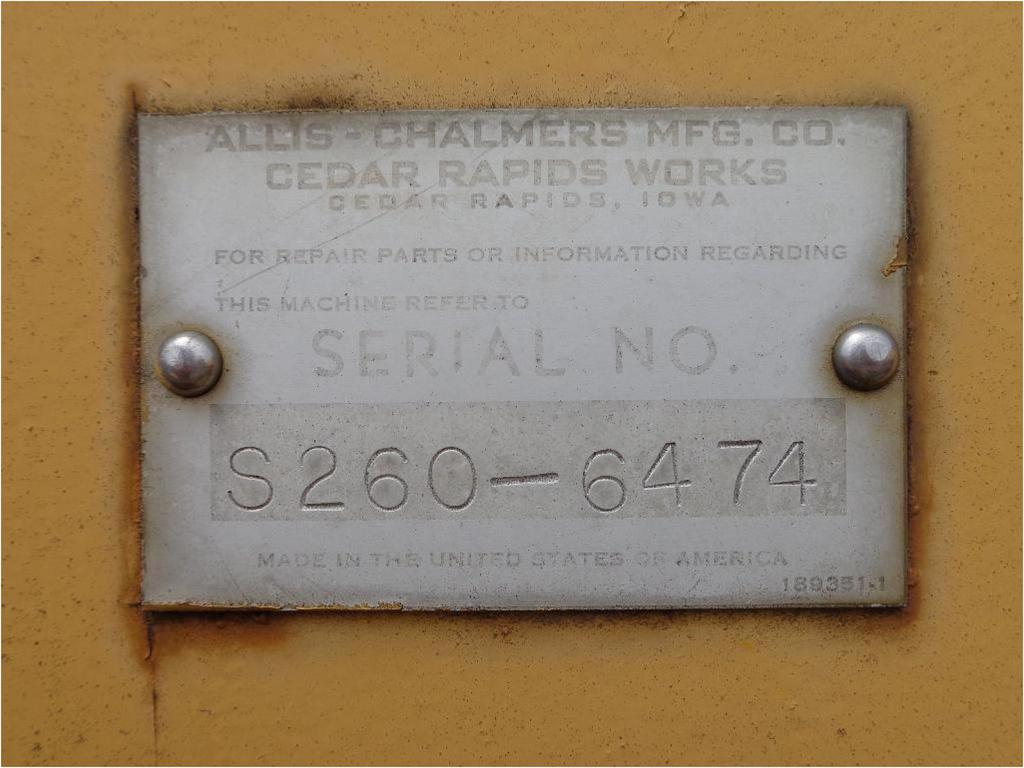 ALLIS-CHALMERS MFG. CO.
CEDAR RAPIDS WORKS
CEDAR RAPIDS, IOWA
FOR REPAIR PARTS OR INFORMATION REGARDING
THIS MACHINE REFER TO
SERIAL NO.
S260-6474
MADE IN THE UNITED STATES OF AMERICA
189351-1